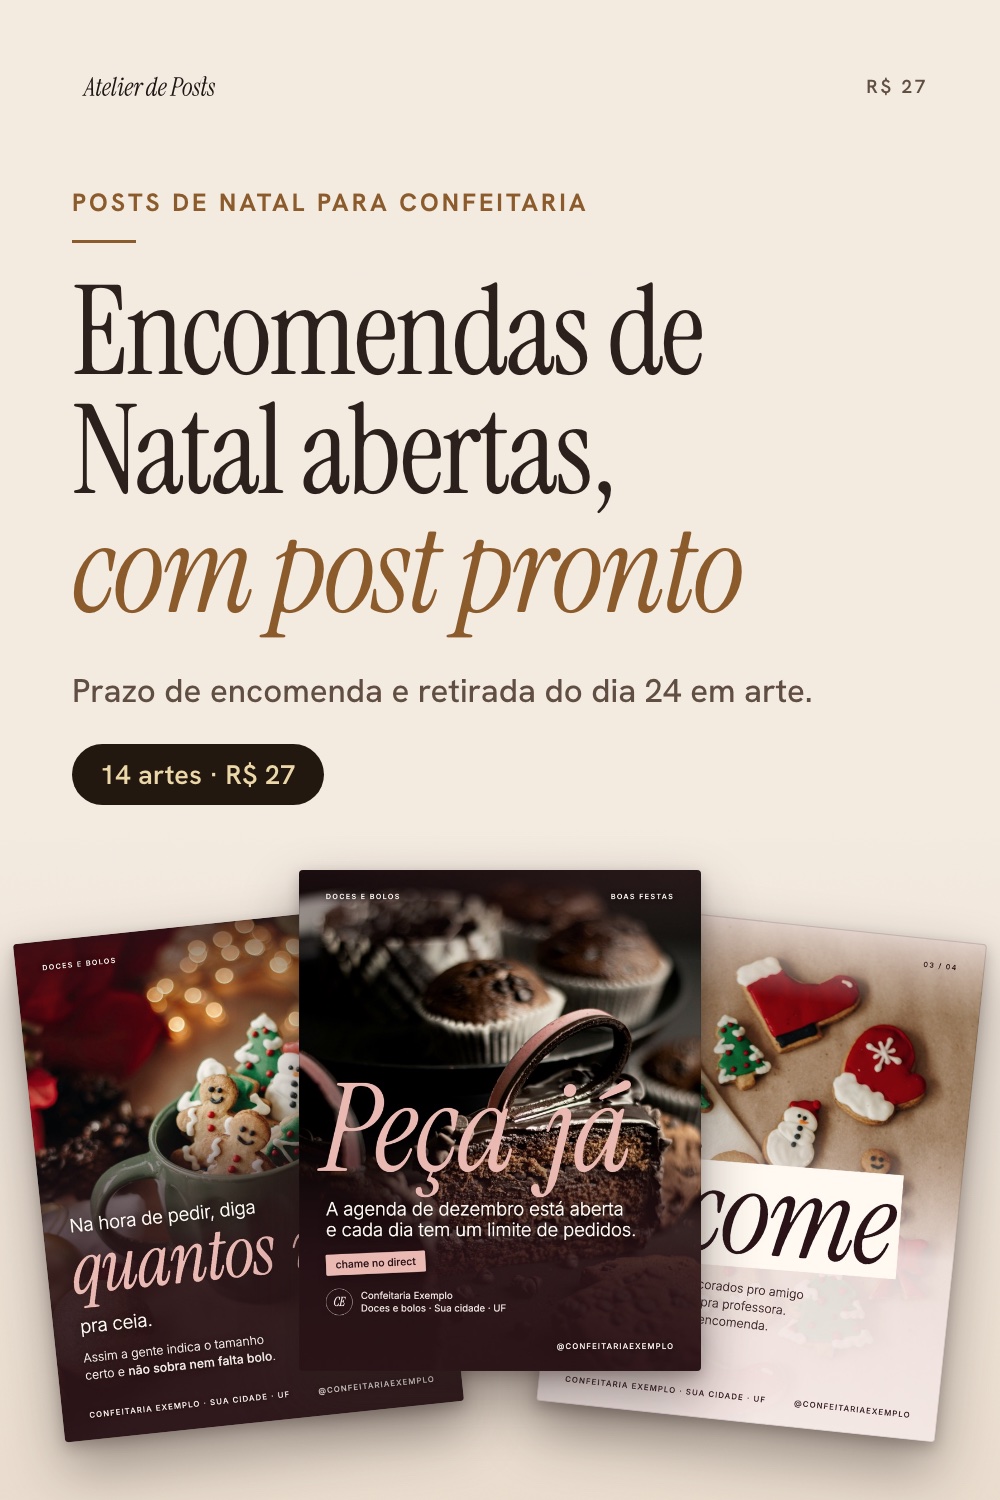 Atelier de Posts
R$ 27
POSTS DE NATAL PARA CONFEITARIA
Encomendas de
Natal abertas,
com post pronto
Prazo de encomenda e retirada do dia 24 em arte.
14 artes · R$ 27
DOCES E BOLOS
Na hora de pedir, diga
quantos
pra ceia.
Assim a gente indica o tamanho
certo e não sobra nem falta bolo.
CONFEITARIA EXEMPLO · SUA CIDADE · UF
@CONFEITARIAEXEMPLO
DOCES E BOLOS
BOAS FESTAS
Peça já
A agenda de dezembro está aberta
e cada dia tem um limite de pedidos.
chame no direct
CE
Confeitaria Exemplo
Doces e bolos · Sua cidade · UF
@CONFEITARIAEXEMPLO
03 / 04
come
corados pro amigo
pra professora.
encomenda.
CONFEITARIA EXEMPLO · SUA CIDADE · UF
@CONFEITARIAEXEMPLO